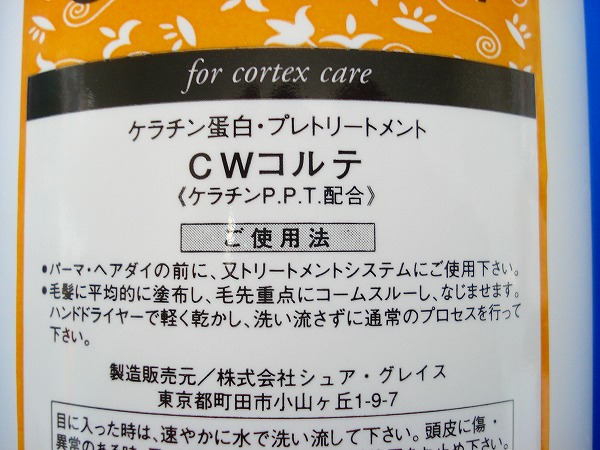 for cortex care
ケラチン蛋白・プレトリートメント
CWコルテ
《ケラチンP.P.T.配合》
ご使用法
●パーマ・ヘアダイの前に、又トリートメントシステムにご使用下さい。
●毛髪に平均的に塗布し、毛先重点にコームスルーし、なじませます。
ハンドドライヤーで軽く乾かし、洗い流さずに通常のプロセスを行って
下さい。
製造販売元／株式会社シュア・グレイス
東京都町田市小山ヶ丘1-9-7
目に入った時は、速やかに水で洗い流して下さい。頭皮に傷・
異常のある時、